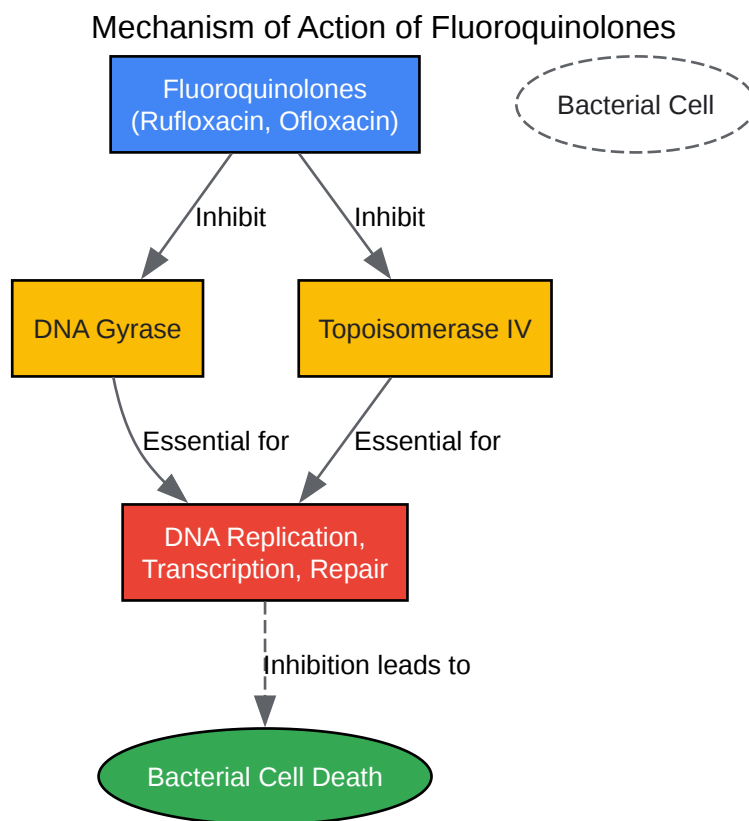 Mechanism of Action of Fluoroquinolones
Fluoroquinolones
(Rufloxacin, Ofloxacin)
Bacterial Cell
Inhibit
Inhibit
DNA Gyrase
Topoisomerase IV
Essential for
Essential for
DNA Replication,
Transcription, Repair
Inhibition leads to
Bacterial Cell Death